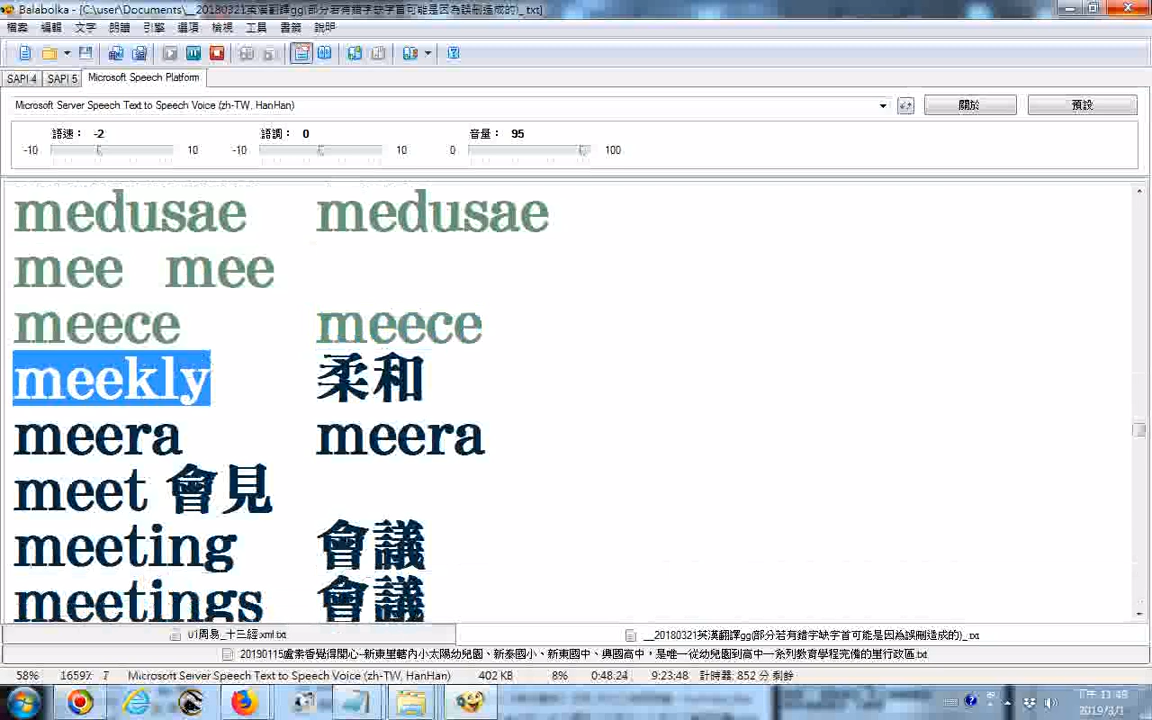 Balabolka - [C:\user\Documents\__20180321英漢翻譯gg(部分若有錯字缺字首可能是因為誤刪造成的)_.txt]
檔案 編輯 文字 朗讀 引擎 選項 檢視 工具 書籤 說明
SAPI 4 SAPI 5 Microsoft Speech Platform
Microsoft Server Speech Text to Speech Voice (zh-TW, HanHan) 關於 預設
語速: -2 語調: 0 音量: 95
-10 10 -10 10 0 100
medusae medusae
mee mee
meece meece
meekly 柔和
meera meera
meet 會見
meeting 會議
meetings 會議
01周易_十三經.xml.txt __20180321英漢翻譯gg(部分若有錯字缺字首可能是因為誤刪造成的)_.txt
20190115盧素香覺得開心-新東里轄內小太陽幼兒園、新泰國小、新東國中、興國高中，是唯一從幼兒園到高中一系列教育學程完備的里行政區.txt
58% Microsoft Server Speech Text to Speech Voice (zh-TW, HanHan) 402 KB 8% 0:48:24 9:23:48 計時器: 852 分 剩餘
2019/3/1